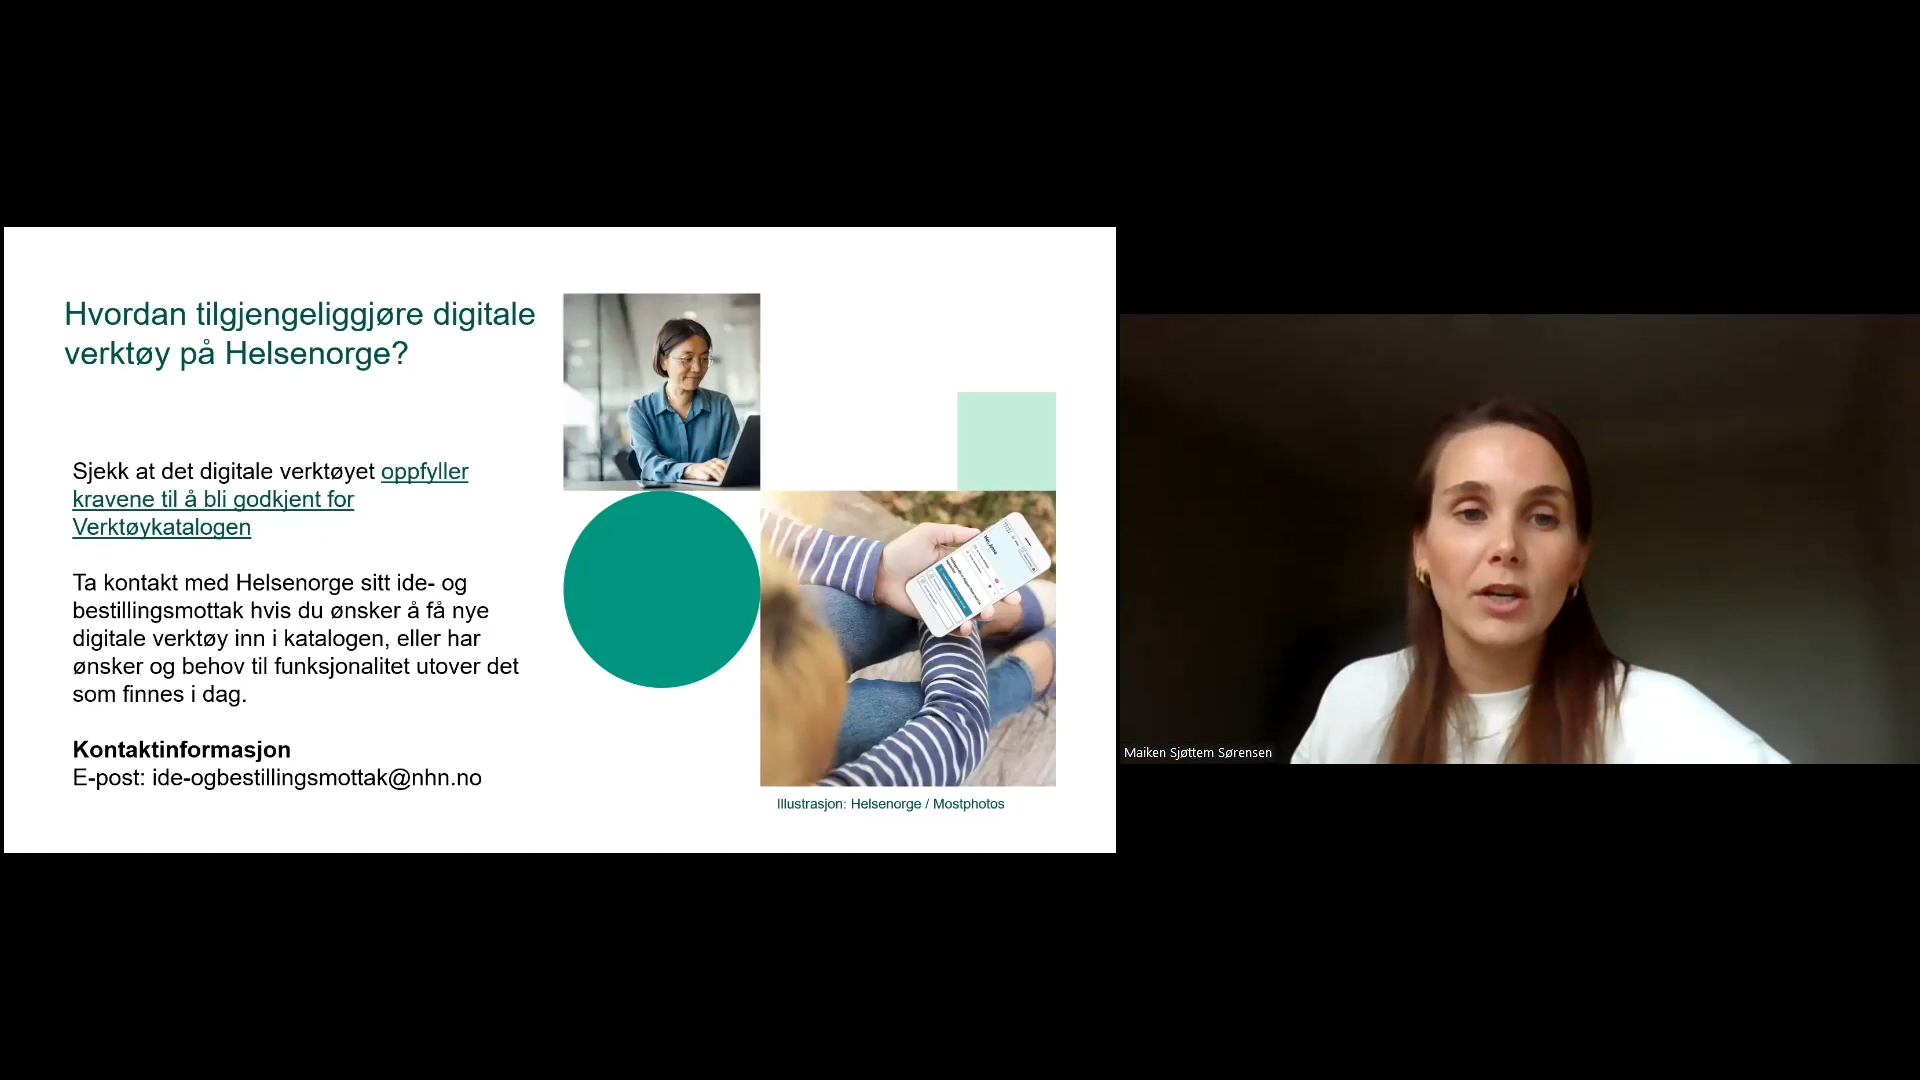 Hvordan tilgjengeliggjøre digitale
verktøy på Helsenorge?
Sjekk at det digitale verktøyet oppfyller
kravene til å bli godkjent for
Verktøykatalogen
Ta kontakt med Helsenorge sitt ide- og
bestillingsmottak hvis du ønsker å få nye
digitale verktøy inn i katalogen, eller har
ønsker og behov til funksjonalitet utover det
som finnes i dag.
Kontaktinformasjon
E-post: ide-ogbestillingsmottak@nhn.no
Illustrasjon: Helsenorge / Mostphotos
Maiken Sjøttem Sørensen